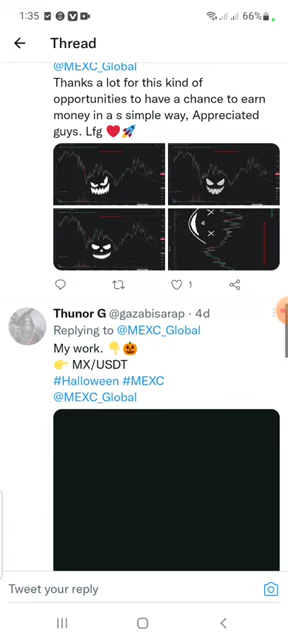 1:35
66%
Thread
@MEXC_Global
Thanks a lot for this kind of
opportunities to have a chance to earn
money in a s simple way, Appreciated
guys. Lfg ❤️🚀
1
Thunor G @gazabisarap · 4d
Replying to @MEXC_Global
My work. 👇🎃
👉 MX/USDT
#Halloween #MEXC
@MEXC_Global
Tweet your reply